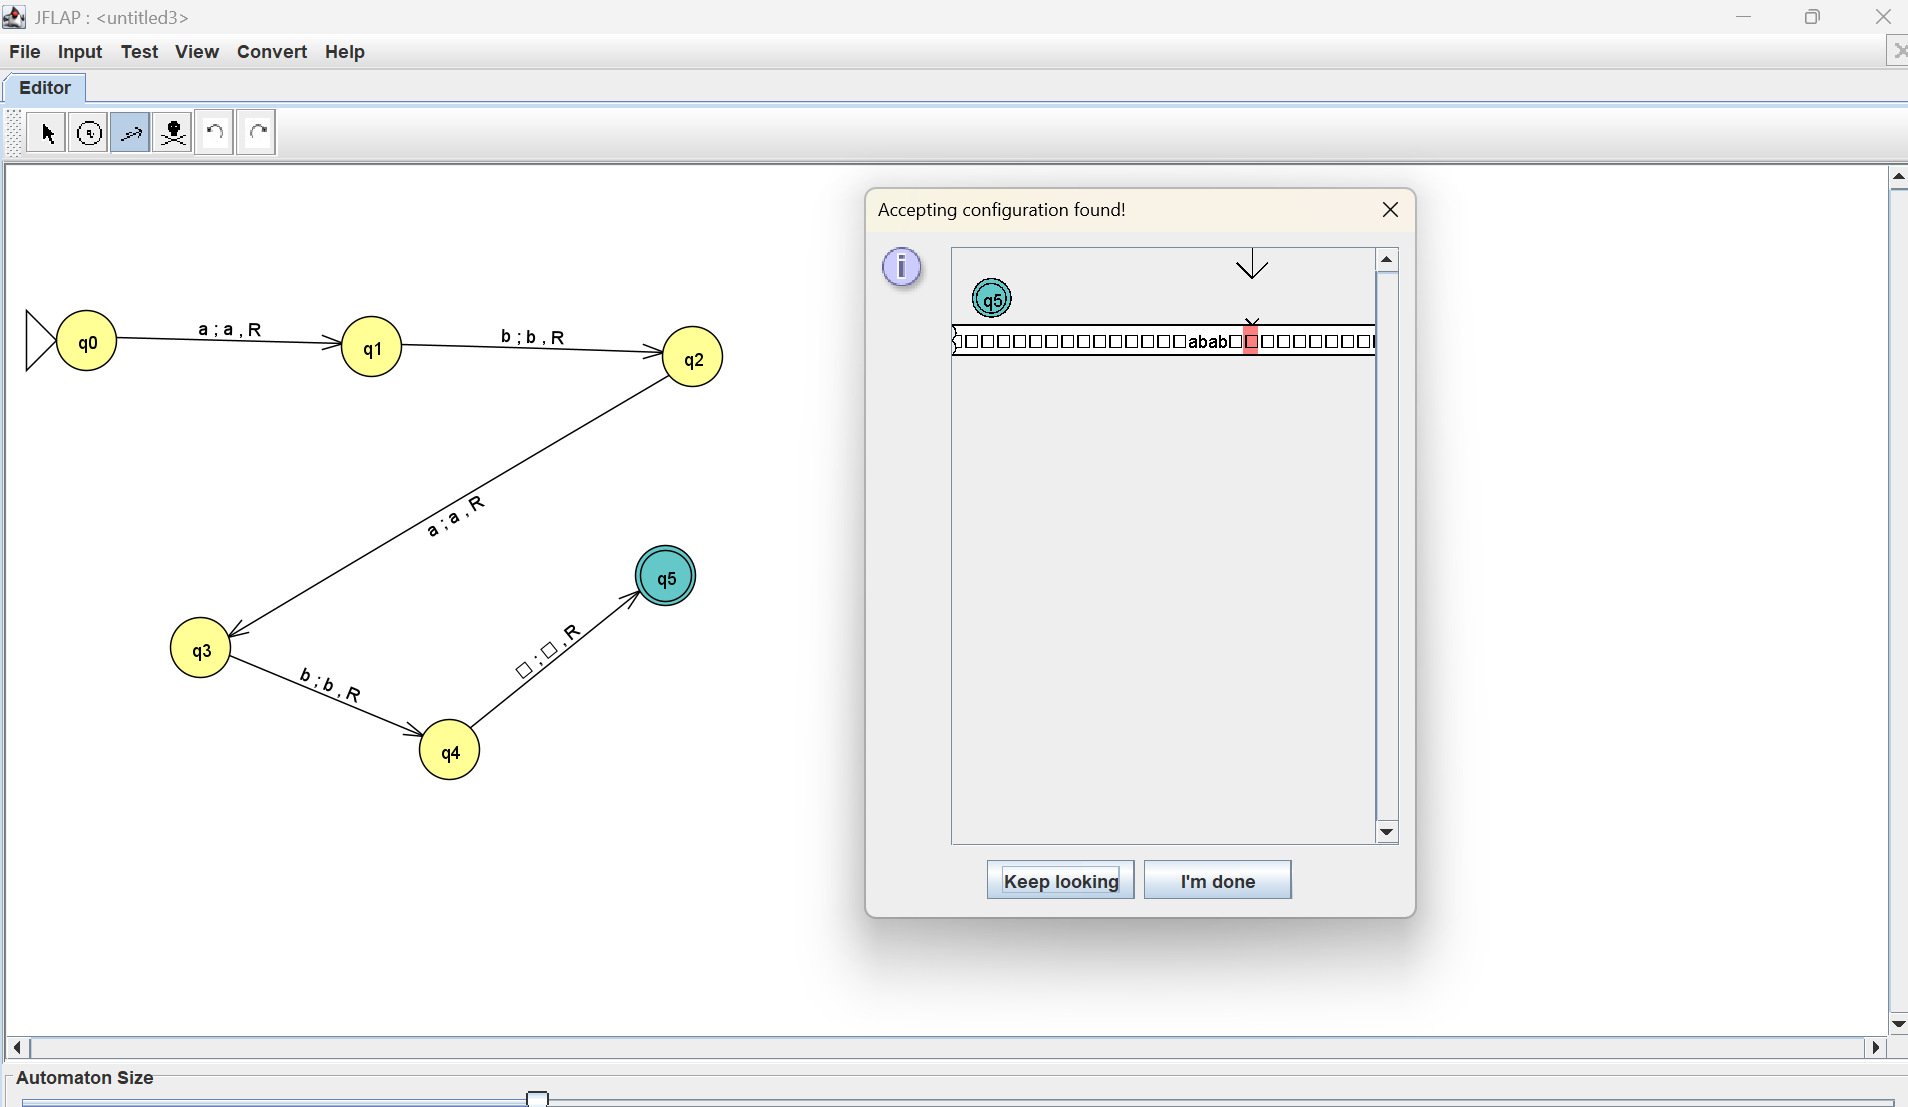 JFLAP : <untitled3>
File Input Test View Convert Help
Editor
Accepting configuration found!
q5
abab
q0
a ; a , R
q1
b ; b , R
q2
a ; a , R
q5
q3
b ; b , R
q4
□ ; □ , R
Keep looking
I'm done
Automaton Size